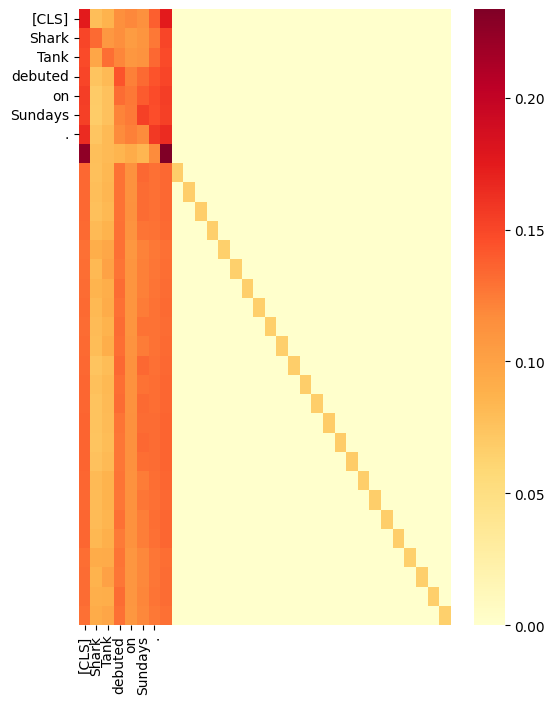 [CLS]
Shark
Tank
debuted
on
Sundays
.
0.20
0.15
0.10
0.05
0.00
[CLS]
Shark
Tank
debuted
on
Sundays
.